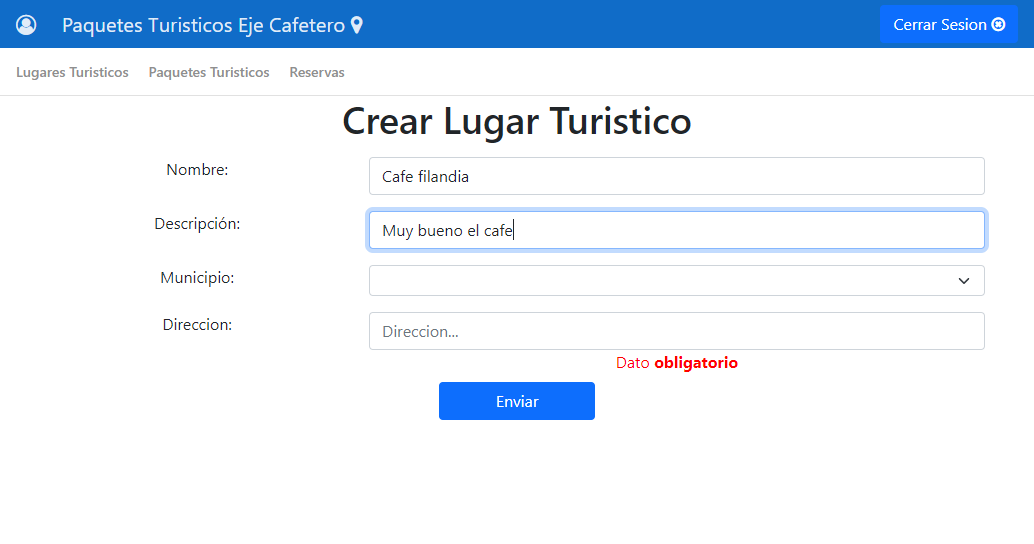 Paquetes Turisticos Eje Cafetero
Cerrar Sesion
Lugares Turisticos Paquetes Turisticos Reservas
Crear Lugar Turistico
Nombre: Cafe filandia
Descripción: Muy bueno el cafe
Municipio:
Direccion: Direccion...
Dato obligatorio
Enviar